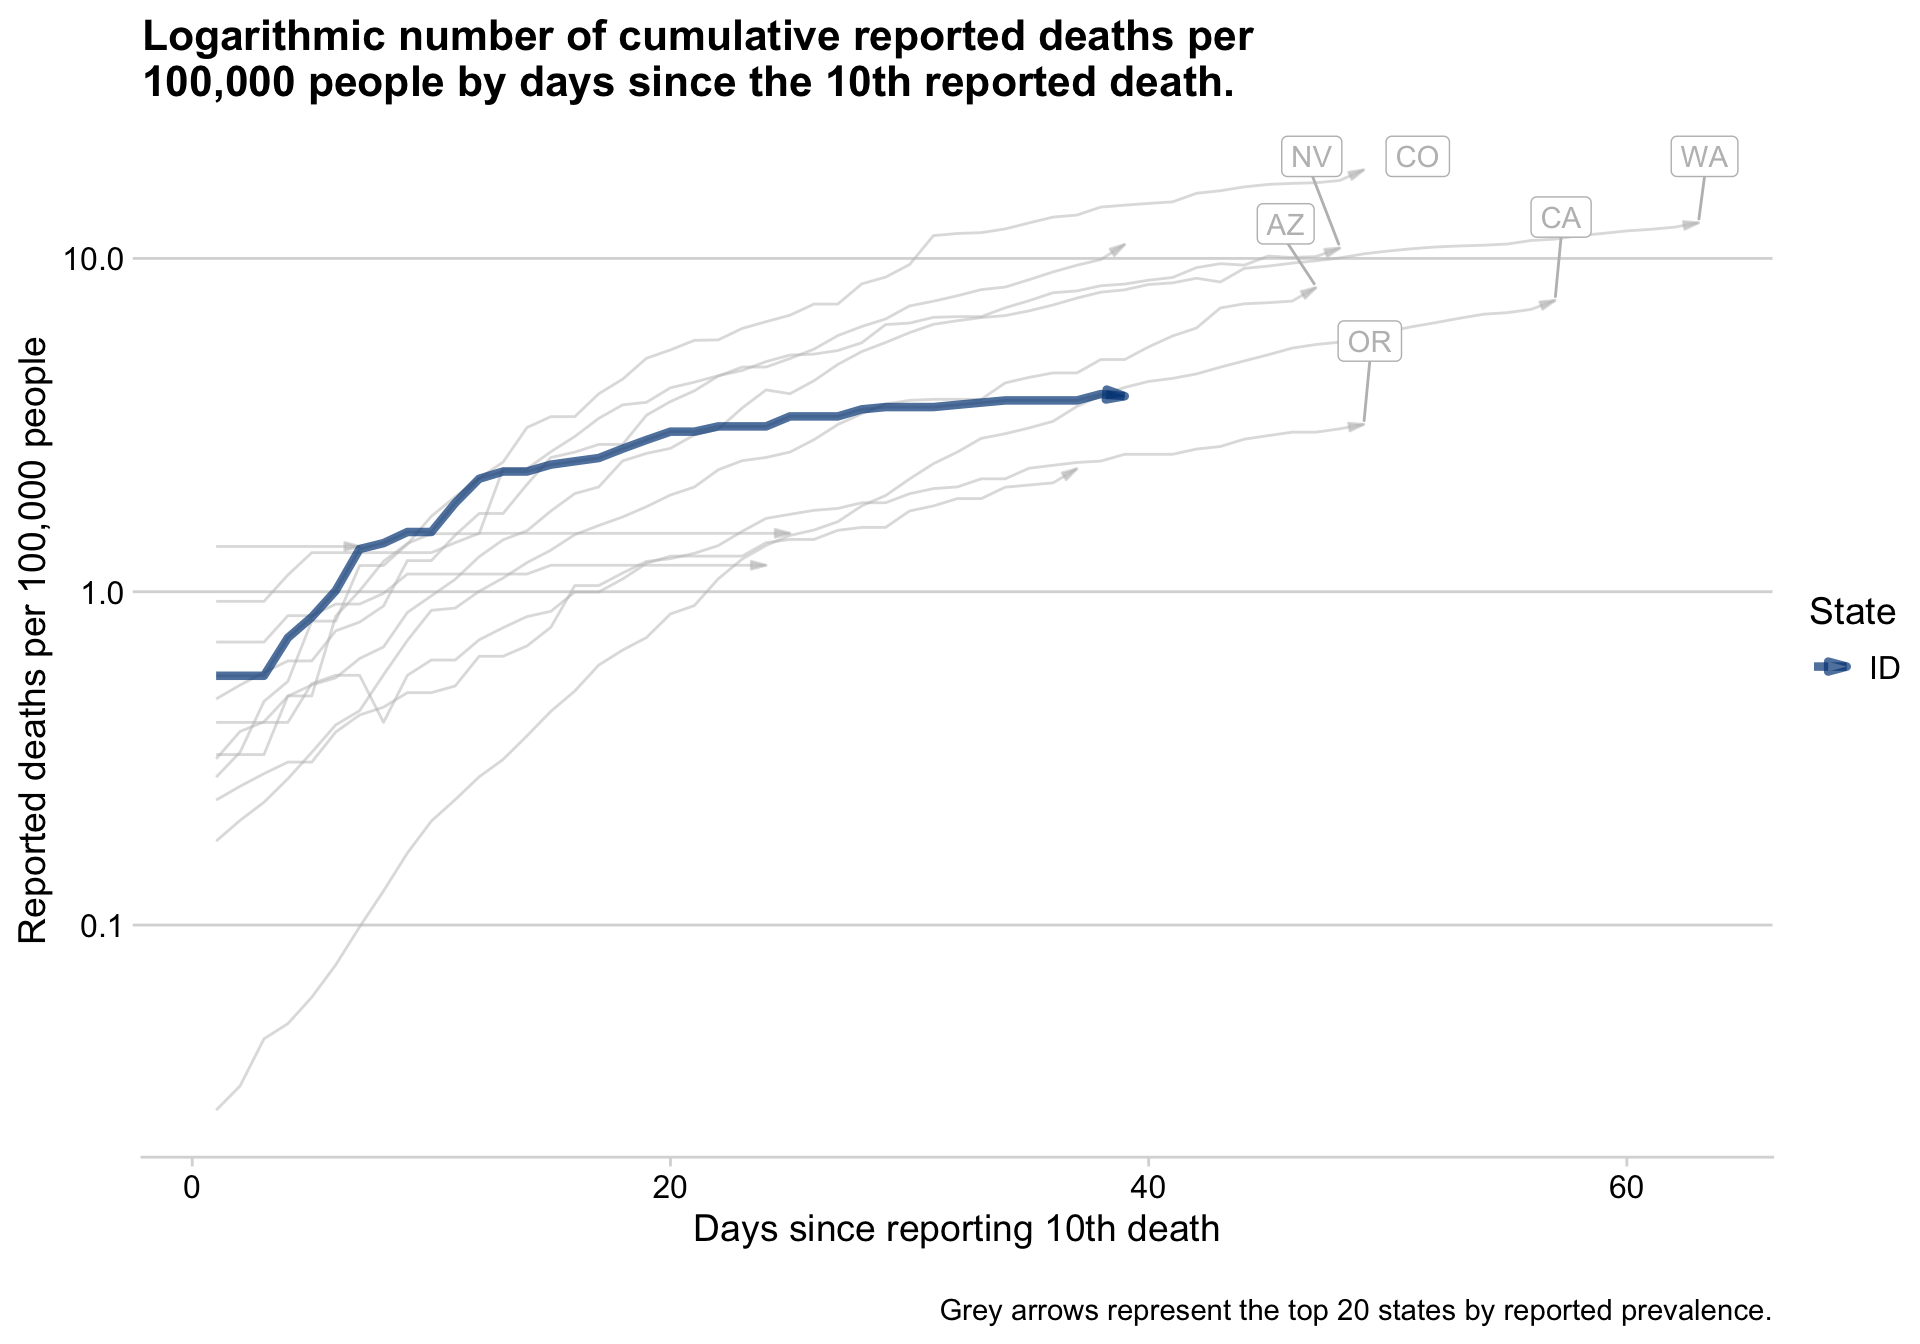 Logarithmic number of cumulative reported deaths per
100,000 people by days since the 10th reported death.
NV
CO
WA
AZ
CA
OR
10.0
1.0
0.1
Reported deaths per 100,000 people
State
ID
0
20
40
60
Days since reporting 10th death
Grey arrows represent the top 20 states by reported prevalence.